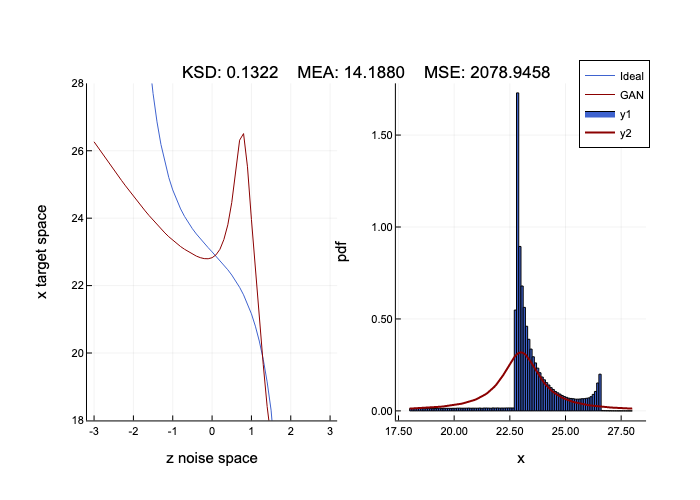 KSD: 0.1322 MEA: 14.1880 MSE: 2078.9458
Ideal
GAN
y1
y2
x target space
28
26
24
22
20
18
-3 -2 -1 0 1 2 3
z noise space
pdf
1.50
1.00
0.50
0.00
17.50 20.00 22.50 25.00 27.50
x